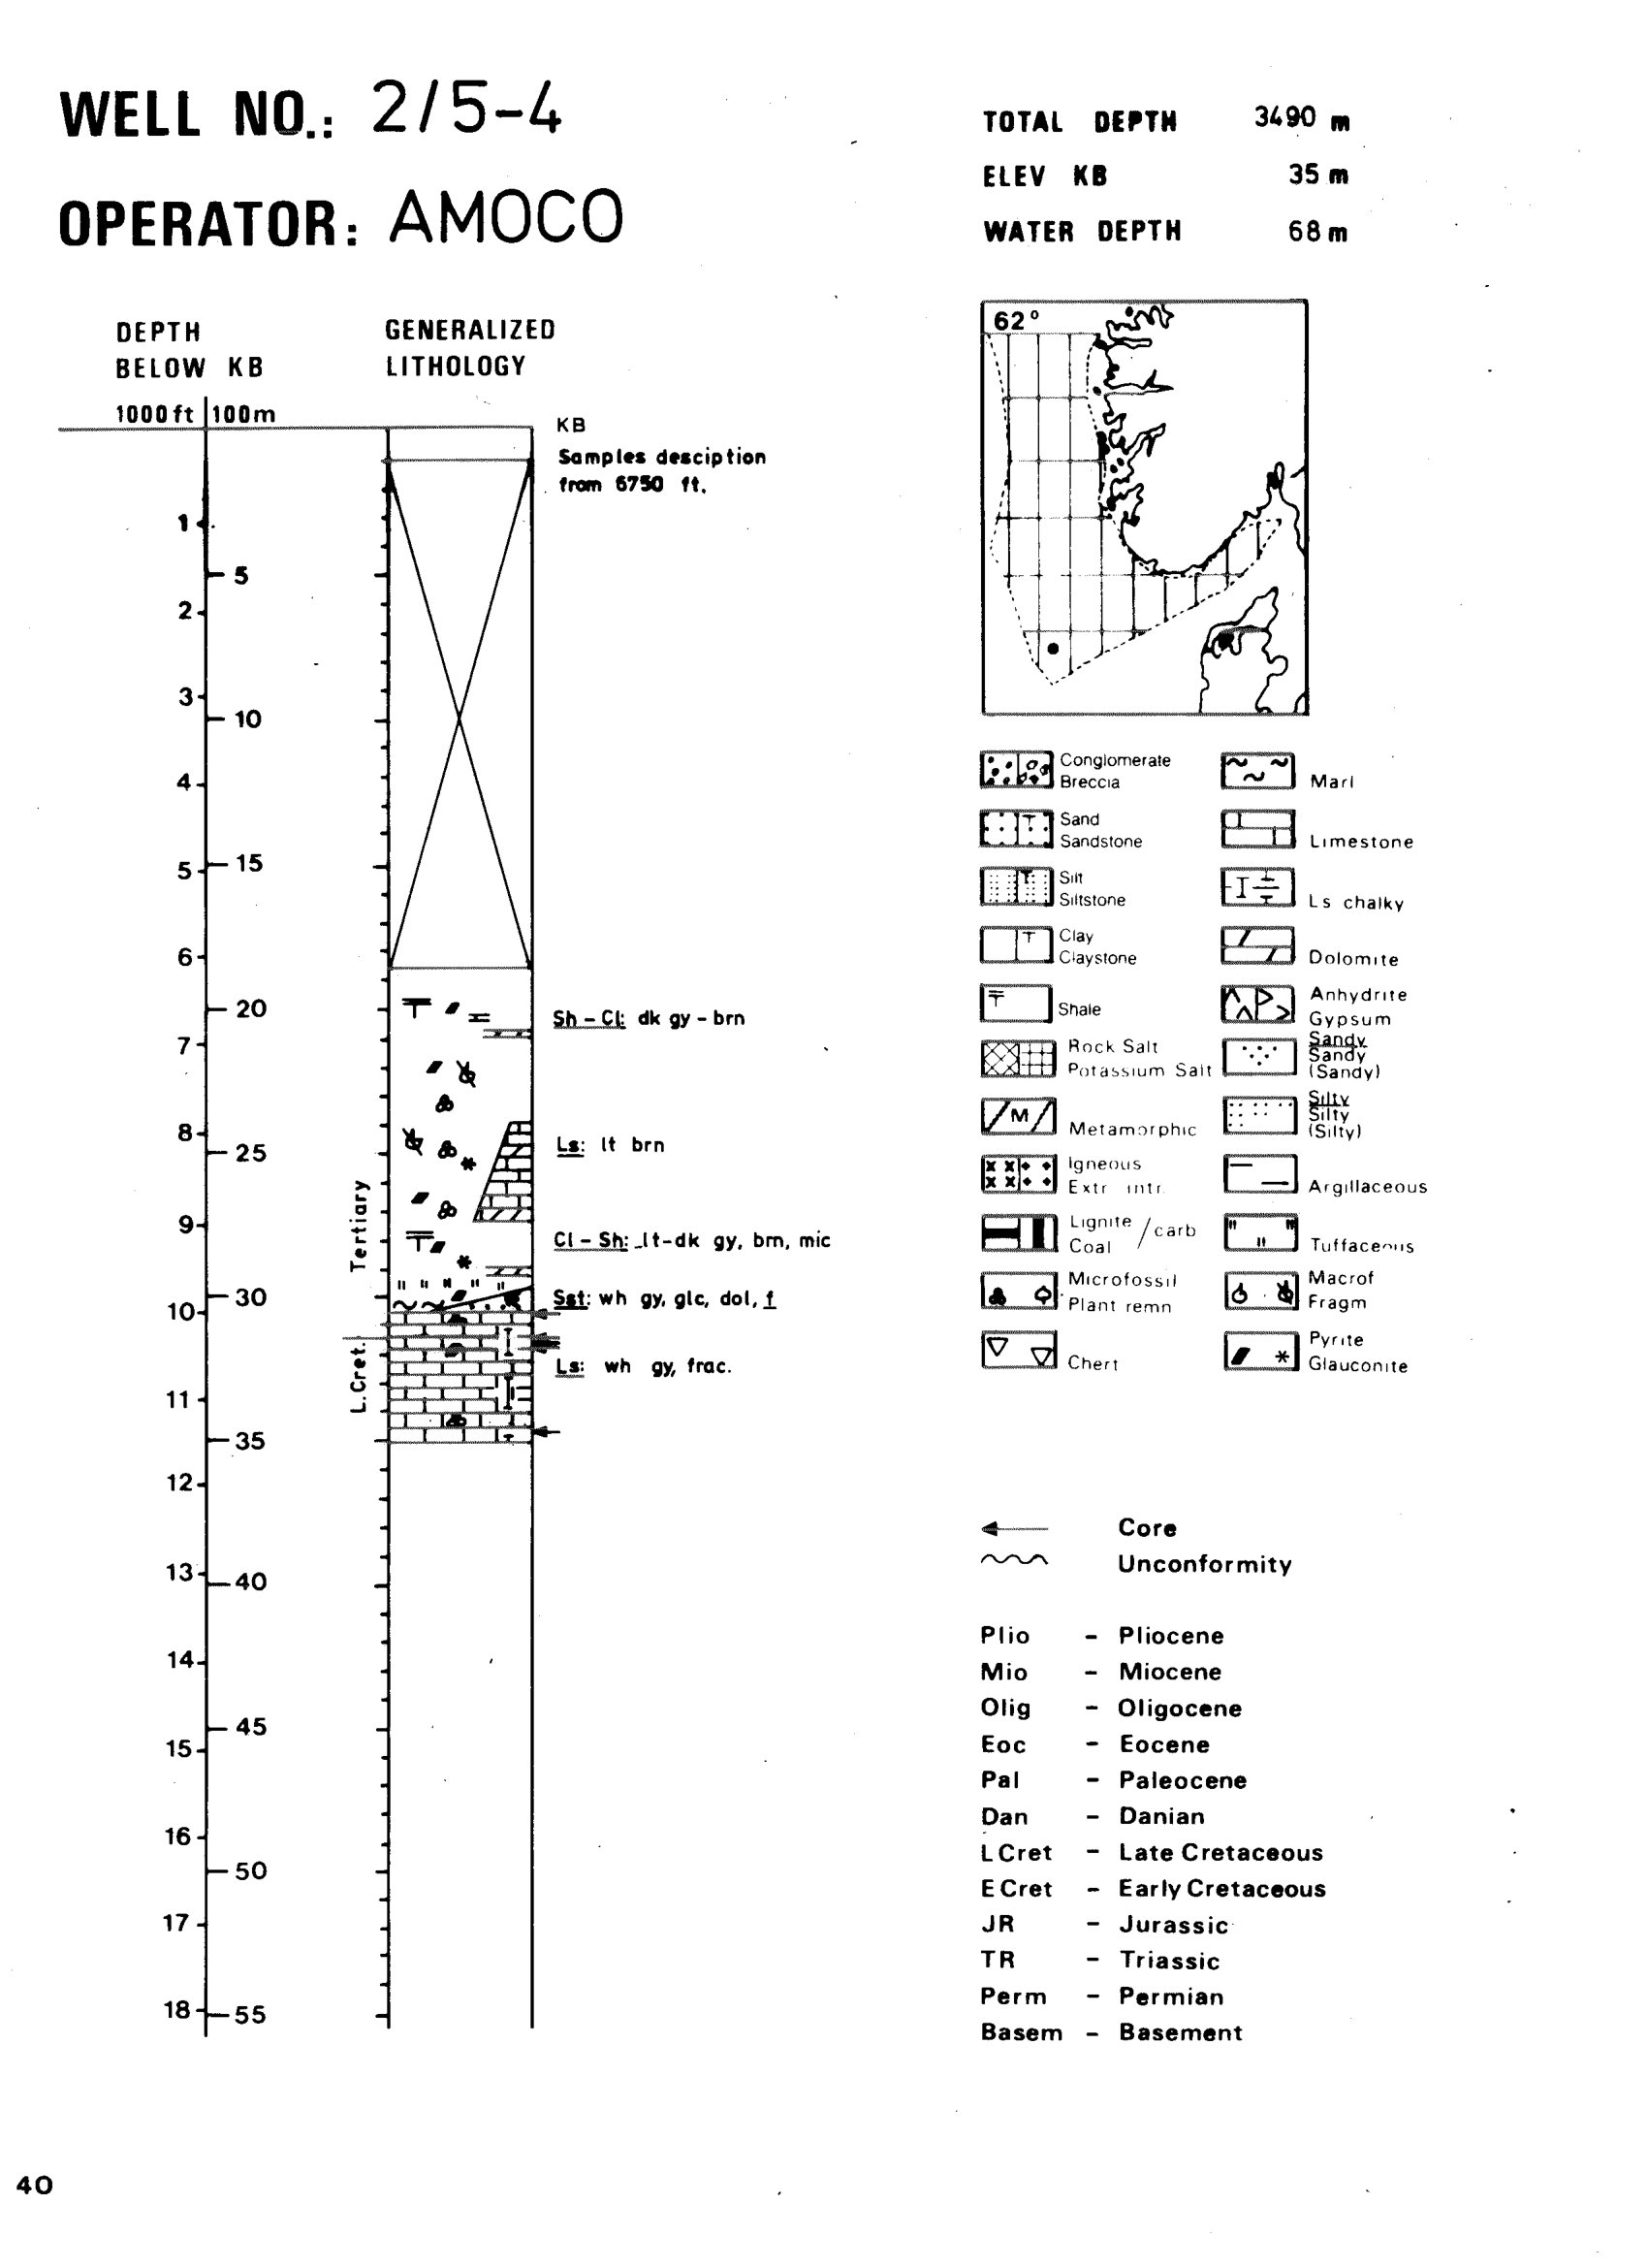 WELL NO.: 2/5-4
OPERATOR: AMOCO
TOTAL DEPTH 3490 m
ELEV KB 35 m
WATER DEPTH 68 m
DEPTH
BELOW KB
1000 ft 100m
GENERALIZED
LITHOLOGY
KB
Samples desciption
from 6750 ft.
1
5
2
3
10
4
5
15
6
20
7
8
25
9
10
30
11
35
12
13
40
14
45
15
16
50
17
18
55
Tertiary
L.Cret.
Sh - Cl: dk gy - brn
Ls: lt brn
Cl - Sh: lt-dk gy, brn, mic
Sst: wh gy, glc, dol, f
Ls: wh gy, frac.
62°
Conglomerate
Breccia
Marl
Sand
Sandstone
Limestone
Silt
Siltstone
Ls chalky
Clay
Claystone
Dolomite
Shale
Anhydrite
Gypsum
Rock Salt
Potassium Salt
Sandy
Sandy
(Sandy)
M
Metamorphic
Silty
Silty
(Silty)
Igneous
Extr intr
Argillaceous
Lignite
Coal / carb
Tuffaceous
Microfossil
Plant remn
Macrof
Fragm
Chert
Pyrite
Glauconite
Core
Unconformity
Plio - Pliocene
Mio - Miocene
Olig - Oligocene
Eoc - Eocene
Pal - Paleocene
Dan - Danian
L Cret - Late Cretaceous
E Cret - Early Cretaceous
JR - Jurassic
TR - Triassic
Perm - Permian
Basem - Basement
40